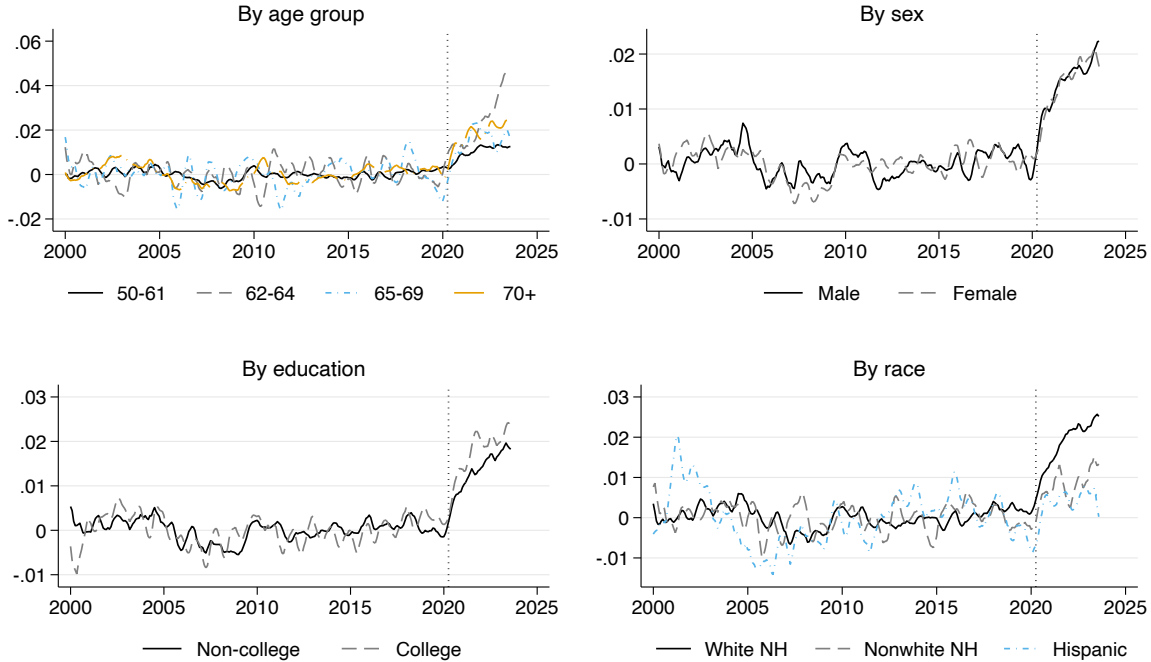 By age group
.06
.04
.02
0
-.02
2000 2005 2010 2015 2020 2025
50-61 62-64 65-69 70+
By sex
.02
.01
0
-.01
2000 2005 2010 2015 2020 2025
Male Female
By education
.03
.02
.01
0
-.01
2000 2005 2010 2015 2020 2025
Non-college College
By race
.03
.02
.01
0
-.01
2000 2005 2010 2015 2020 2025
White NH Nonwhite NH Hispanic